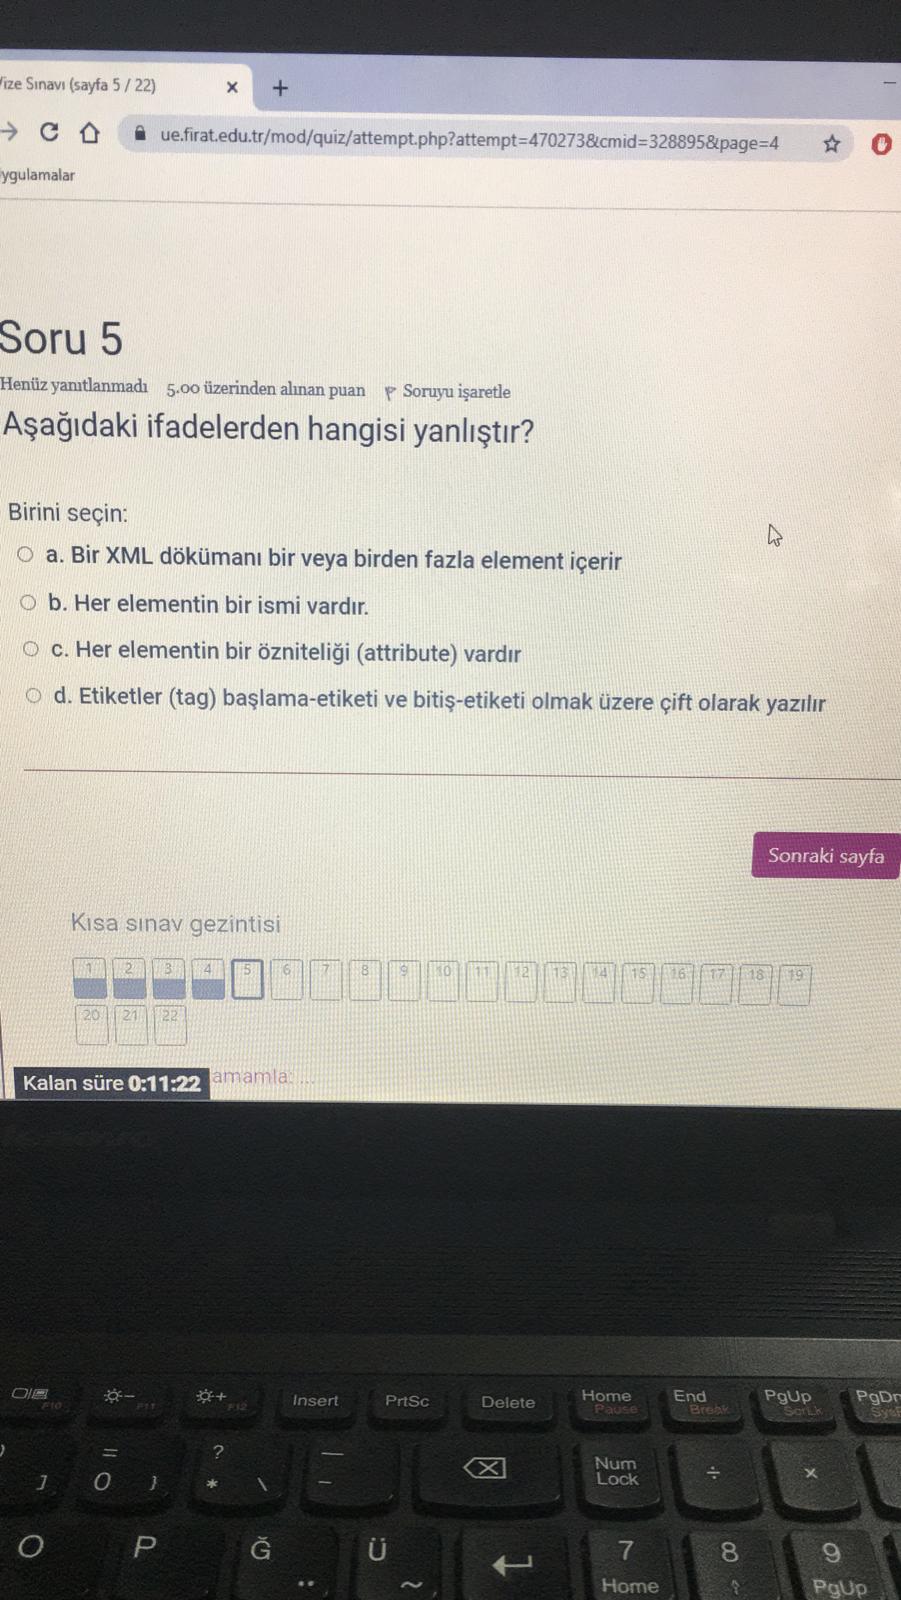 Vize Sınavı (sayfa 5 / 22)
ue.firat.edu.tr/mod/quiz/attempt.php?attempt=470273&cmid=328895&page=4
ygulamalar
Soru 5
Henüz yanıtlanmadı 5.00 üzerinden alınan puan Soruyu işaretle
Aşağıdaki ifadelerden hangisi yanlıştır?
Birini seçin:
a. Bir XML dökümanı bir veya birden fazla element içerir
b. Her elementin bir ismi vardır.
c. Her elementin bir özniteliği (attribute) vardır
d. Etiketler (tag) başlama-etiketi ve bitiş-etiketi olmak üzere çift olarak yazılır
Sonraki sayfa
Kısa sınav gezintisi
1 2 3 4 5 6 7 8 9 10 11 12 13 14 15 16 17 18 19
20 21 22
Kalan süre 0:11:22 amamla: ...
F10 F11 F12 Insert PrtSc Delete Home Pause End Break PgUp ScrLk PgDn
] = 0 } ? * \ — - Num Lock ÷ ×
O P Ğ Ü ¨ ~ 7 Home 8 9 PgUp